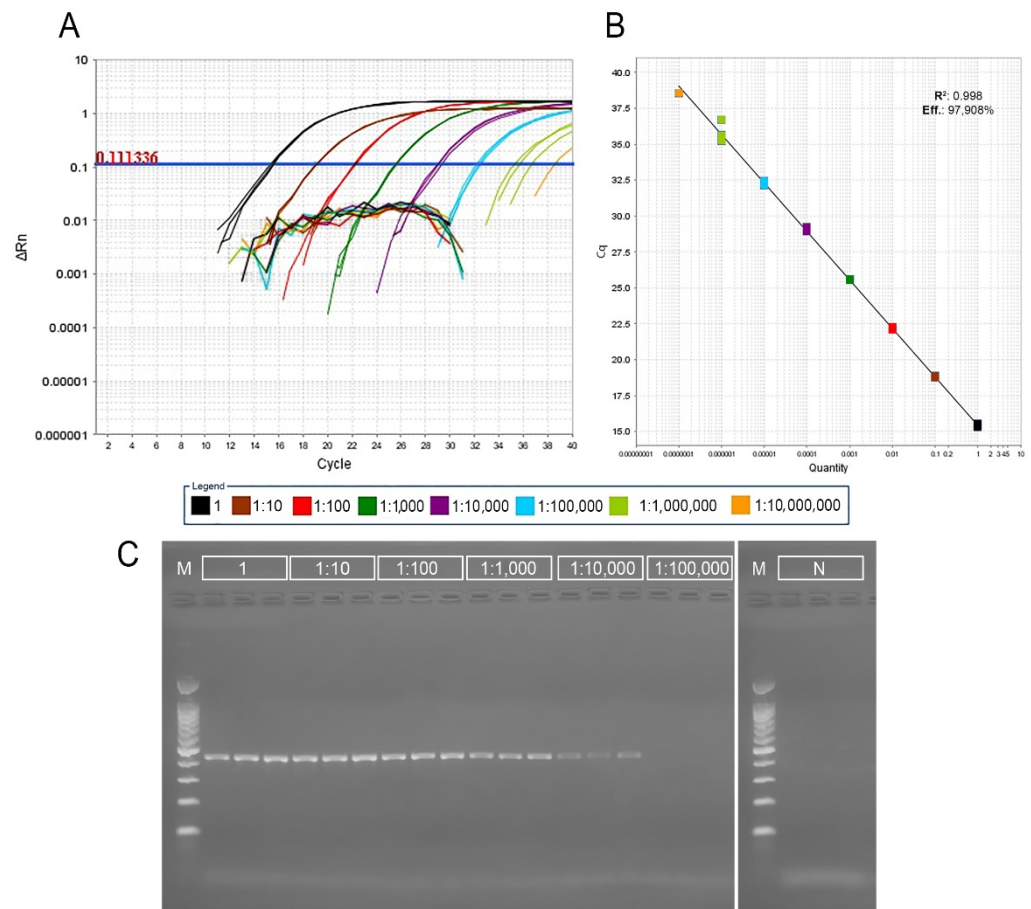 A
10
1
0.1
0.01
0.001
0.0001
0.00001
0.000001
ΔRn
0.111336
2 4 6 8 10 12 14 16 18 20 22 24 26 28 30 32 34 36 38 40
Cycle
B
40.0
37.5
35.0
32.5
30.0
27.5
25.0
22.5
20.0
17.5
15.0
Cq
R²: 0.998
Eff.: 97,908%
0.00000001 0.0000001 0.000001 0.00001 0.0001 0.001 0.01 0.1 0.2 1 2 3 4 5 10
Quantity
Legend
1 1:10 1:100 1:1,000 1:10,000 1:100,000 1:1,000,000 1:10,000,000
C
M 1 1:10 1:100 1:1,000 1:10,000 1:100,000 M N